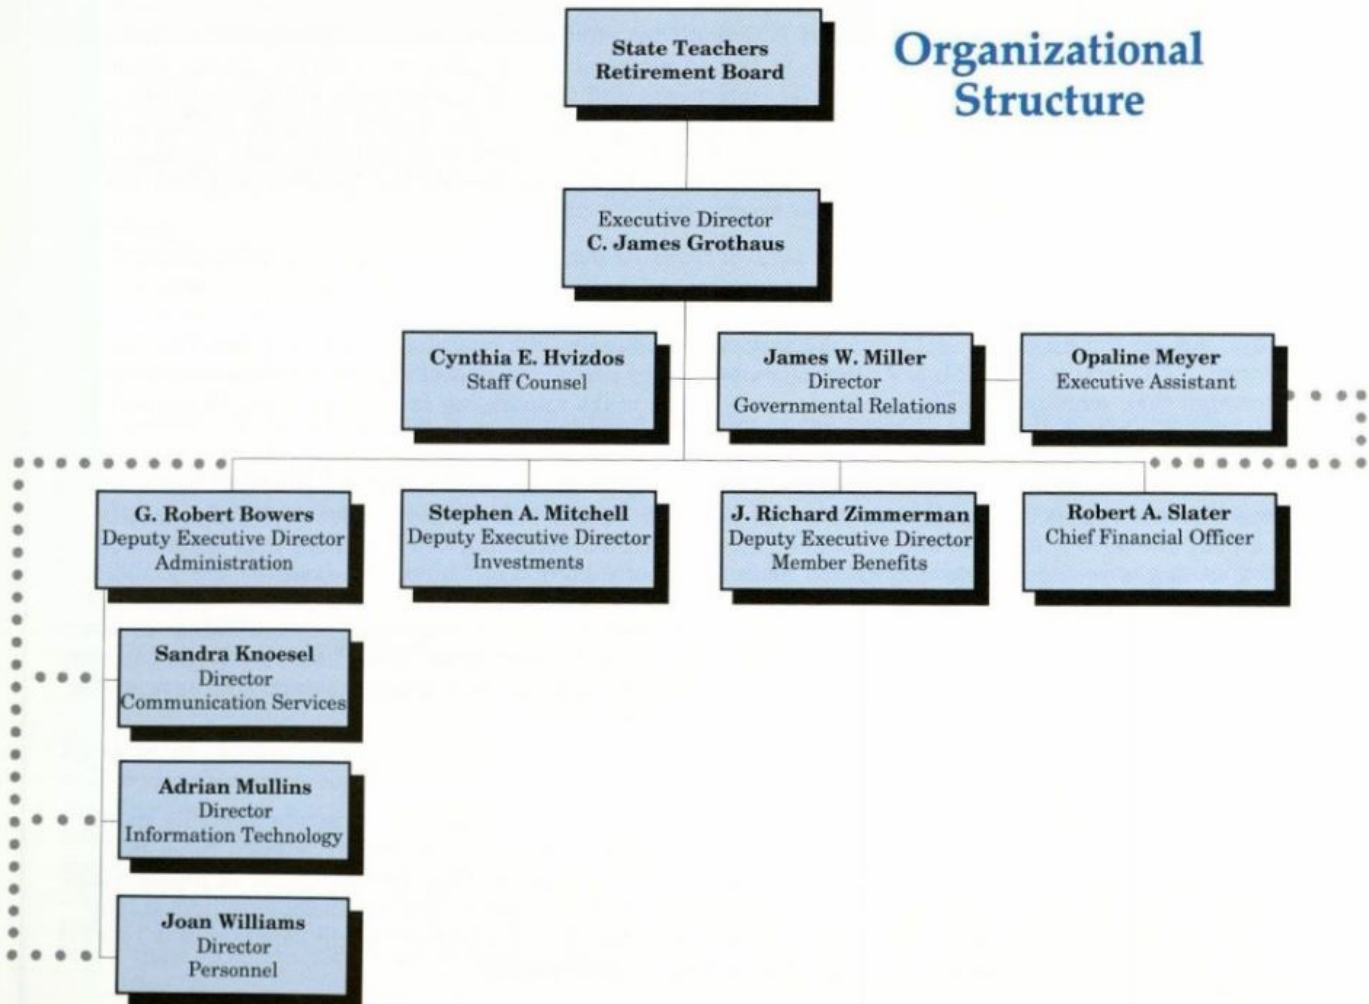 Organizational
Structure
State Teachers
Retirement Board
Executive Director
C. James Grothaus
Cynthia E. Hvizdos
Staff Counsel
James W. Miller
Director
Governmental Relations
Opaline Meyer
Executive Assistant
G. Robert Bowers
Deputy Executive Director
Administration
Stephen A. Mitchell
Deputy Executive Director
Investments
J. Richard Zimmerman
Deputy Executive Director
Member Benefits
Robert A. Slater
Chief Financial Officer
Sandra Knoesel
Director
Communication Services
Adrian Mullins
Director
Information Technology
Joan Williams
Director
Personnel